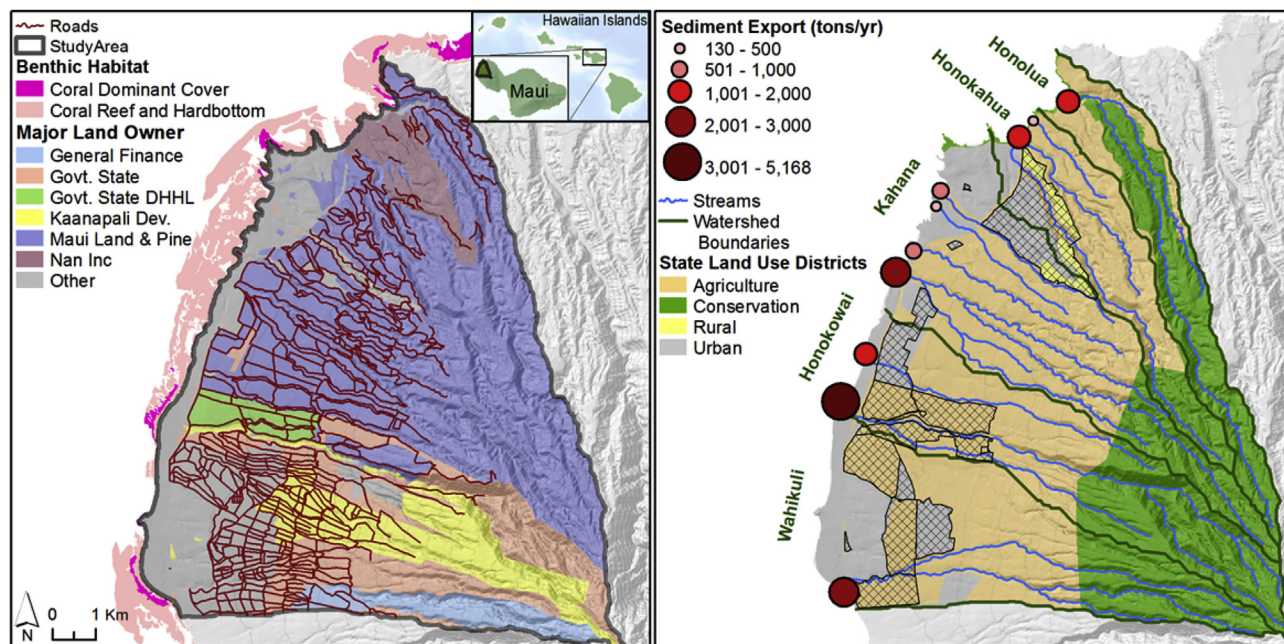 Roads
StudyArea
Benthic Habitat
Coral Dominant Cover
Coral Reef and Hardbottom
Major Land Owner
General Finance
Govt. State
Govt. State DHHL
Kaanapali Dev.
Maui Land & Pine
Nan Inc
Other
Hawaiian Islands
Maui
N
0 1 Km
Sediment Export (tons/yr)
130 - 500
501 - 1,000
1,001 - 2,000
2,001 - 3,000
3,001 - 5,168
Streams
Watershed
Boundaries
State Land Use Districts
Agriculture
Conservation
Rural
Urban
Honolua
Honokahua
Kahana
Honokowai
Wahikuli